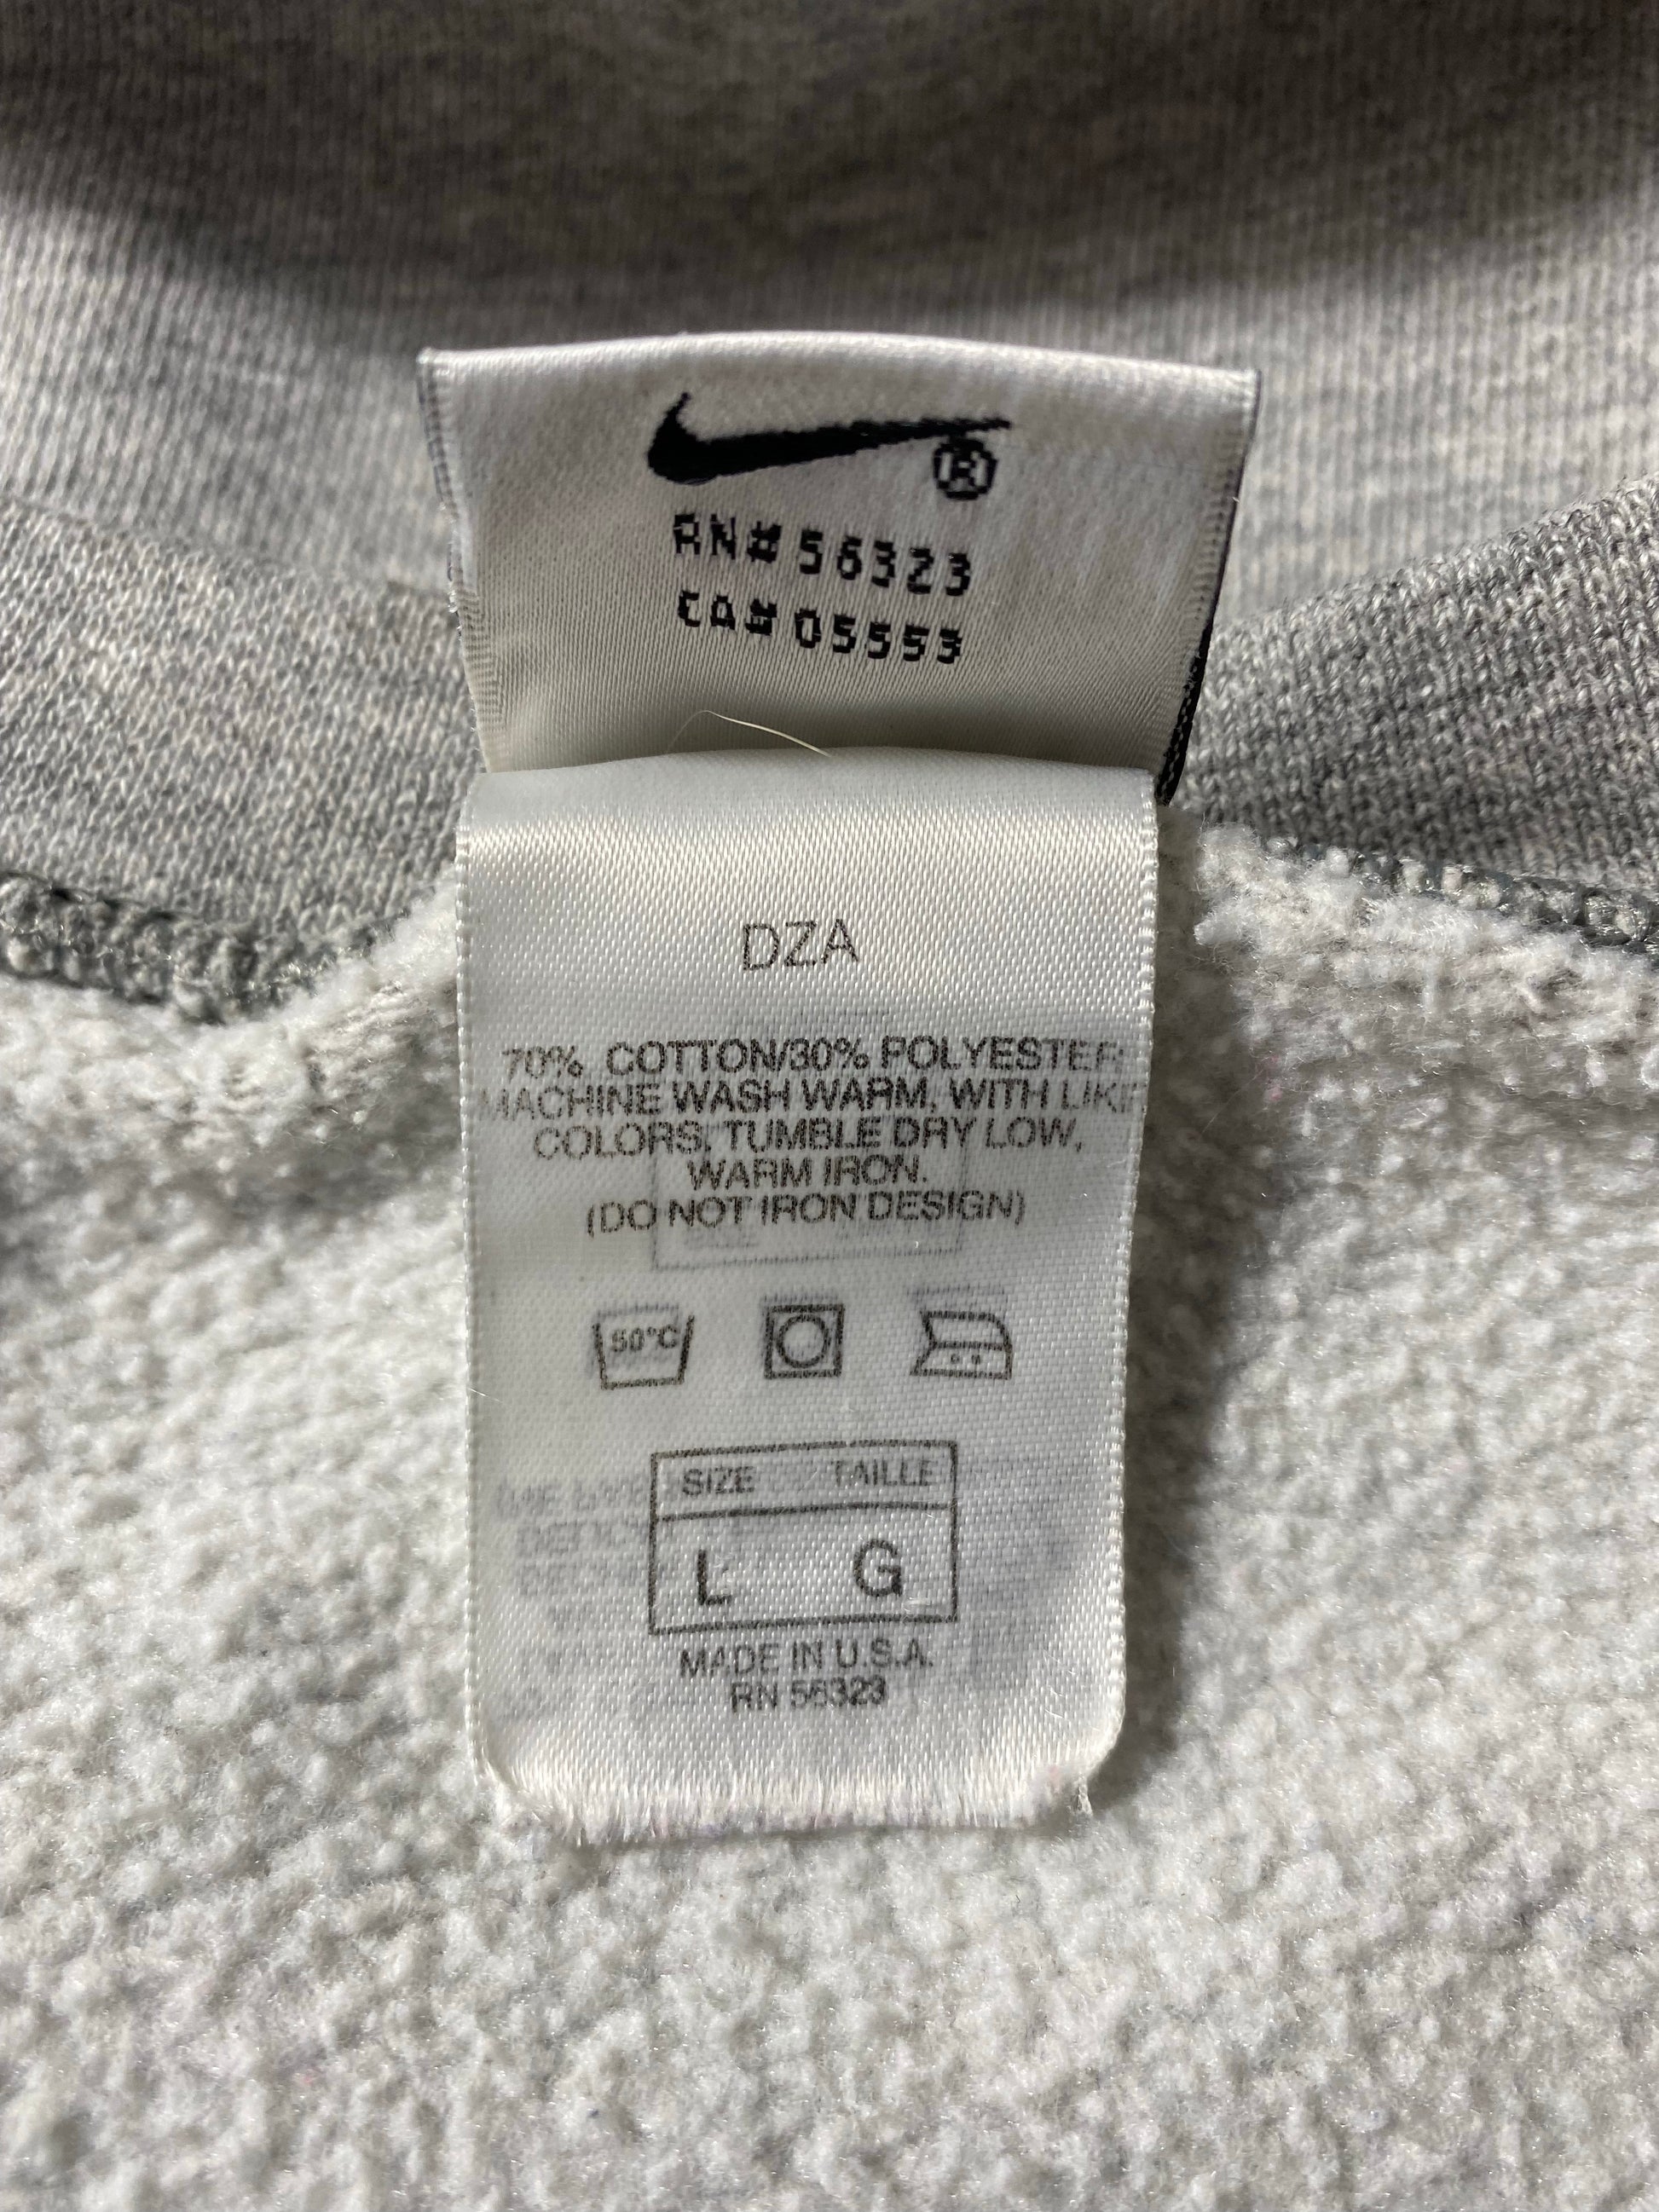 ®
RN# 56323
CA# 05553
DZA
70% COTTON/30% POLYESTER
MACHINE WASH WARM, WITH LIKE
COLORS. TUMBLE DRY LOW,
WARM IRON.
(DO NOT IRON DESIGN)
50°C
SIZE TAILLE
L G
MADE IN U.S.A.
RN 56323